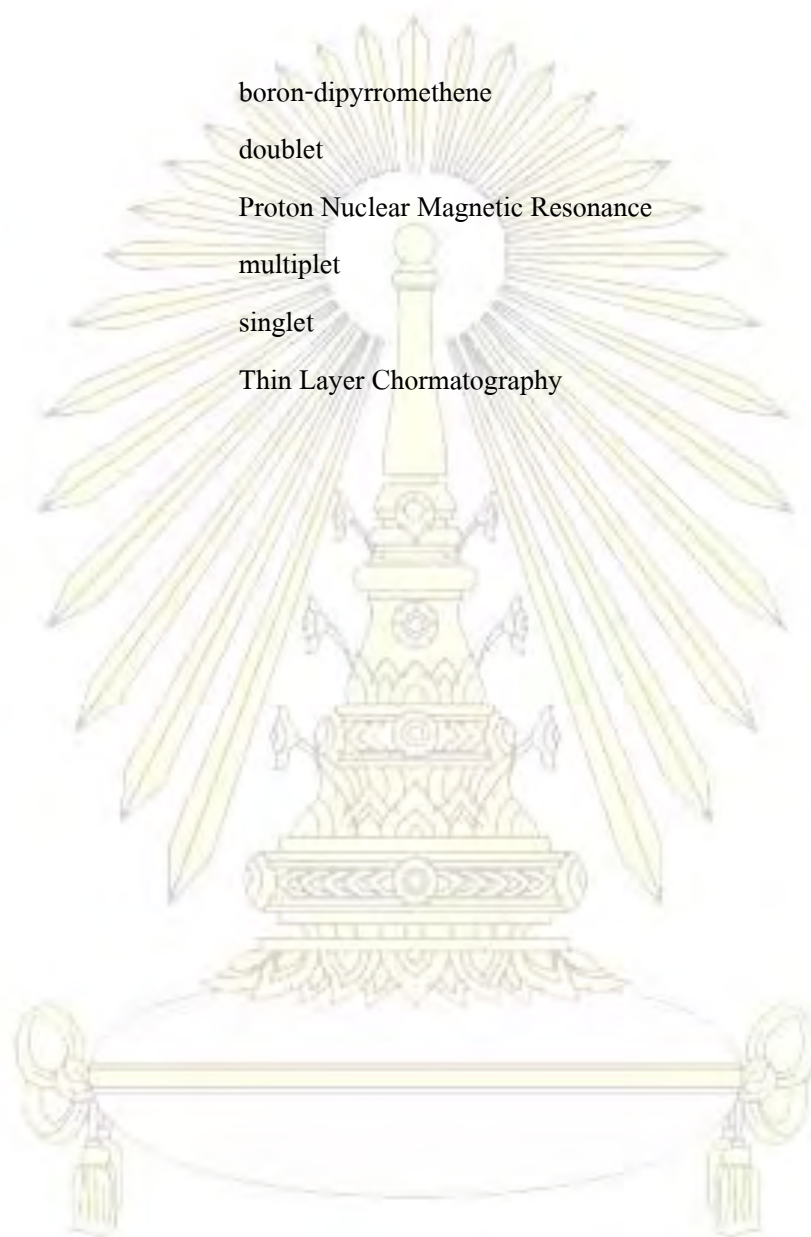 boron-dipyrromethene
doublet
Proton Nuclear Magnetic Resonance
multiplet
singlet
Thin Layer Chormatography